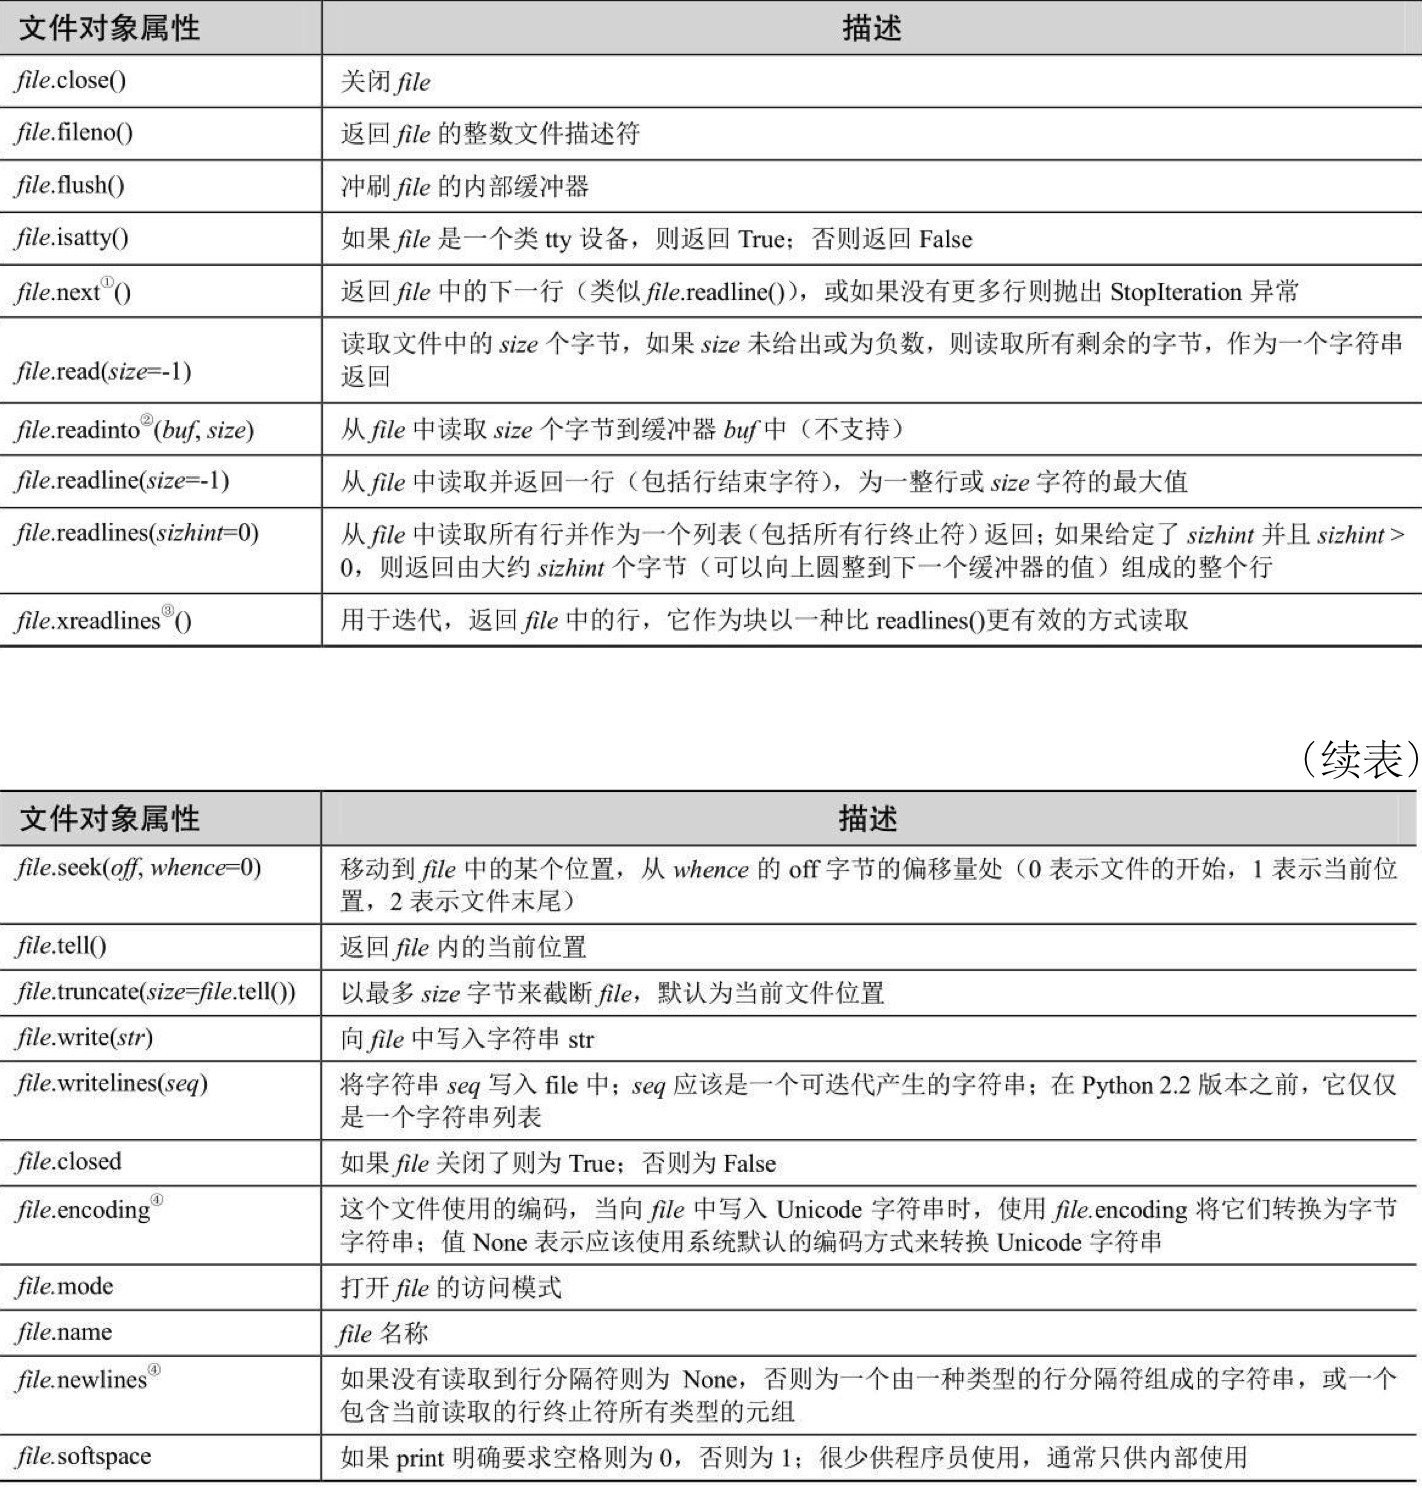 文件对象属性 描述
file.close() 关闭 file
file.fileno() 返回 file 的整数文件描述符
file.flush() 冲刷 file 的内部缓冲器
file.isatty() 如果 file 是一个类 tty 设备，则返回 True；否则返回 False
file.next①() 返回 file 中的下一行（类似 file.readline()），或如果没有更多行则抛出 StopIteration 异常
file.read(size=-1) 读取文件中的 size 个字节，如果 size 未给出或为负数，则读取所有剩余的字节，作为一个字符串
返回
file.readinto②(buf, size) 从 file 中读取 size 个字节到缓冲器 buf 中（不支持）
file.readline(size=-1) 从 file 中读取并返回一行（包括行结束字符），为一整行或 size 字符的最大值
file.readlines(sizhint=0) 从 file 中读取所有行并作为一个列表（包括所有行终止符）返回；如果给定了 sizhint 并且 sizhint >
0，则返回由大约 sizhint 个字节（可以向上圆整到下一个缓冲器的值）组成的整个行
file.xreadlines③() 用于迭代，返回 file 中的行，它作为块以一种比 readlines()更有效的方式读取
（续表）
文件对象属性 描述
file.seek(off, whence=0) 移动到 file 中的某个位置，从 whence 的 off 字节的偏移量处（0 表示文件的开始，1 表示当前位
置，2 表示文件末尾）
file.tell() 返回 file 内的当前位置
file.truncate(size=file.tell()) 以最多 size 字节来截断 file，默认为当前文件位置
file.write(str) 向 file 中写入字符串 str
file.writelines(seq) 将字符串 seq 写入 file 中；seq 应该是一个可迭代产生的字符串；在 Python 2.2 版本之前，它仅仅
是一个字符串列表
file.closed 如果 file 关闭了则为 True；否则为 False
file.encoding④ 这个文件使用的编码，当向 file 中写入 Unicode 字符串时，使用 file.encoding 将它们转换为字节
字符串；值 None 表示应该使用系统默认的编码方式来转换 Unicode 字符串
file.mode 打开 file 的访问模式
file.name file 名称
file.newlines④ 如果没有读取到行分隔符则为 None，否则为一个由一种类型的行分隔符组成的字符串，或一个
包含当前读取的行终止符所有类型的元组
file.softspace 如果 print 明确要求空格则为 0，否则为 1；很少供程序员使用，通常只供内部使用